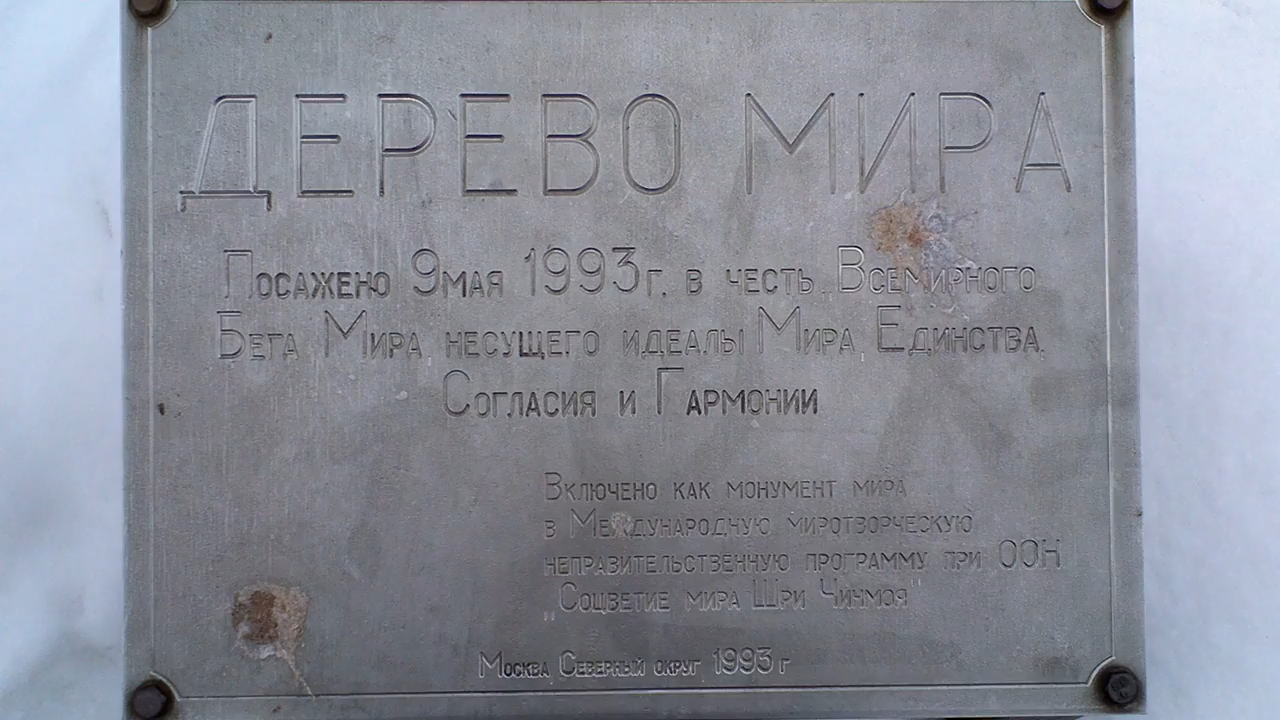 ДЕРЕВО МИРА
Посажено 9 мая 1993г. в честь Всемирного
Бега Мира несущего идеалы Мира, Единства,
Согласия и Гармонии
Включено как монумент мира
в Международную миротворческую
неправительственную программу при ООН
„Соцветие мира Шри Чинмоя"
Москва Северный округ 1993 г